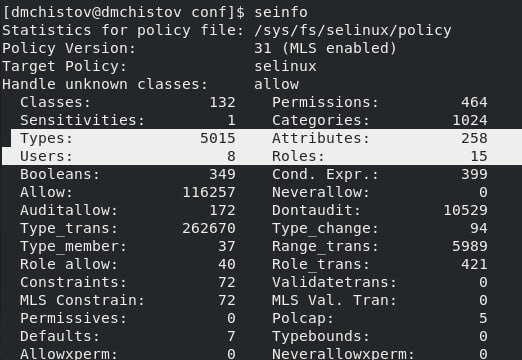 [dmchistov@dmchistov conf]$ seinfo
Statistics for policy file: /sys/fs/selinux/policy
Policy Version: 31 (MLS enabled)
Target Policy: selinux
Handle unknown classes: allow
Classes: 132 Permissions: 464
Sensitivities: 1 Categories: 1024
Types: 5015 Attributes: 258
Users: 8 Roles: 15
Booleans: 349 Cond. Expr.: 399
Allow: 116257 Neverallow: 0
Auditallow: 172 Dontaudit: 10529
Type_trans: 262670 Type_change: 94
Type_member: 37 Range_trans: 5989
Role allow: 40 Role_trans: 421
Constraints: 72 Validatetrans: 0
MLS Constrain: 72 MLS Val. Tran: 0
Permissives: 0 Polcap: 5
Defaults: 7 Typebounds: 0
Allowxperm: 0 Neverallowxperm: 0